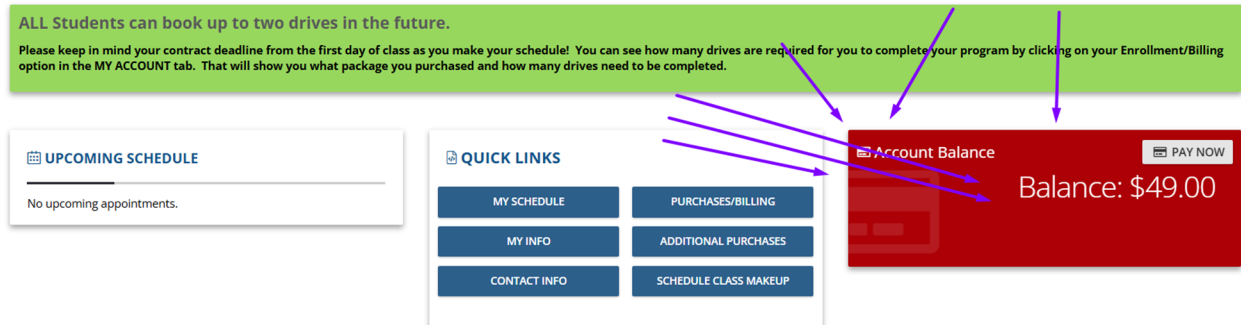 ALL Students can book up to two drives in the future.
Please keep in mind your contract deadline from the first day of class as you make your schedule!  You can see how many drives are required for you to complete your program by clicking on your Enrollment/Billing
option in the MY ACCOUNT tab.  That will show you what package you purchased and how many drives need to be completed.
UPCOMING SCHEDULE
No upcoming appointments.
QUICK LINKS
MY SCHEDULE
PURCHASES/BILLING
MY INFO
ADDITIONAL PURCHASES
CONTACT INFO
SCHEDULE CLASS MAKEUP
Account Balance
PAY NOW
Balance: $49.00